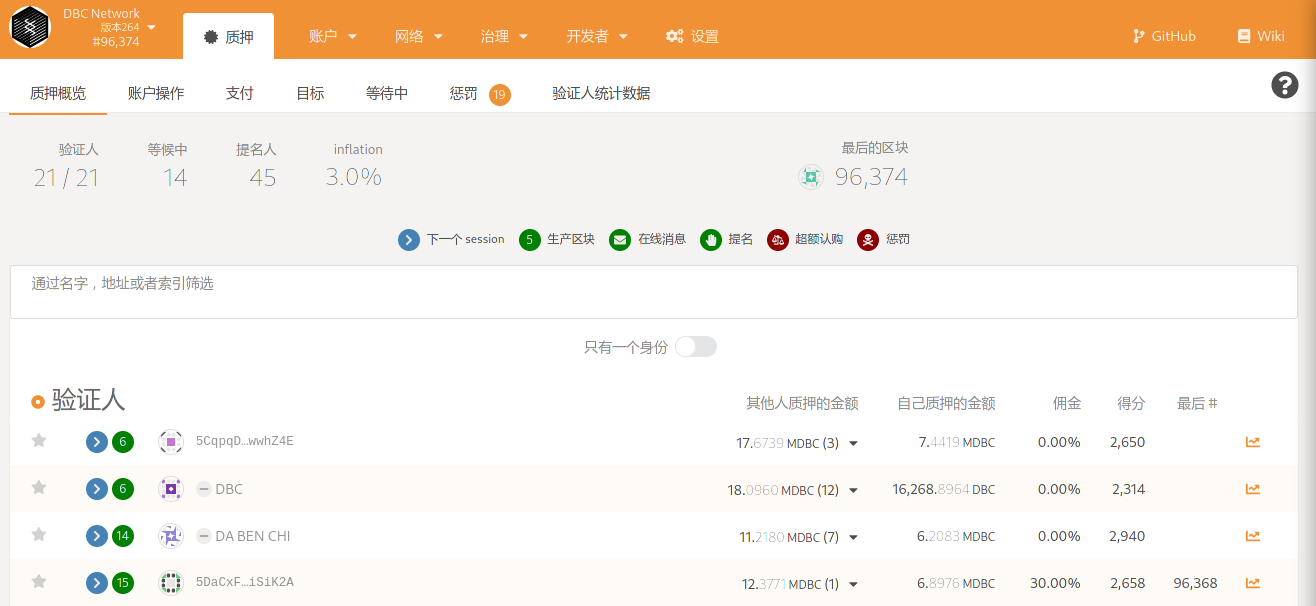 DBC Network
版本264
#96,374
质押
账户
网络
治理
开发者
设置
GitHub
Wiki
质押概览
账户操作
支付
目标
等待中
惩罚 19
验证人统计数据
?
验证人
等候中
提名人
inflation
最后的区块
21 / 21
14
45
3.0%
96,374
下一个 session
5 生产区块
在线消息
提名
超额认购
惩罚
通过名字，地址或者索引筛选
只有一个身份
验证人
其他人质押的金额
自己质押的金额
佣金
得分
最后 #
6 5CqpqD…wwhZ4E 17.6739 MDBC (3) 7.4419 MDBC 0.00% 2,650
6 DBC 18.0960 MDBC (12) 16,268.8964 DBC 0.00% 2,314
14 DA BEN CHI 11.2180 MDBC (7) 6.2083 MDBC 0.00% 2,940
15 5DaCxF…iSiK2A 12.3771 MDBC (1) 6.8976 MDBC 30.00% 2,658 96,368